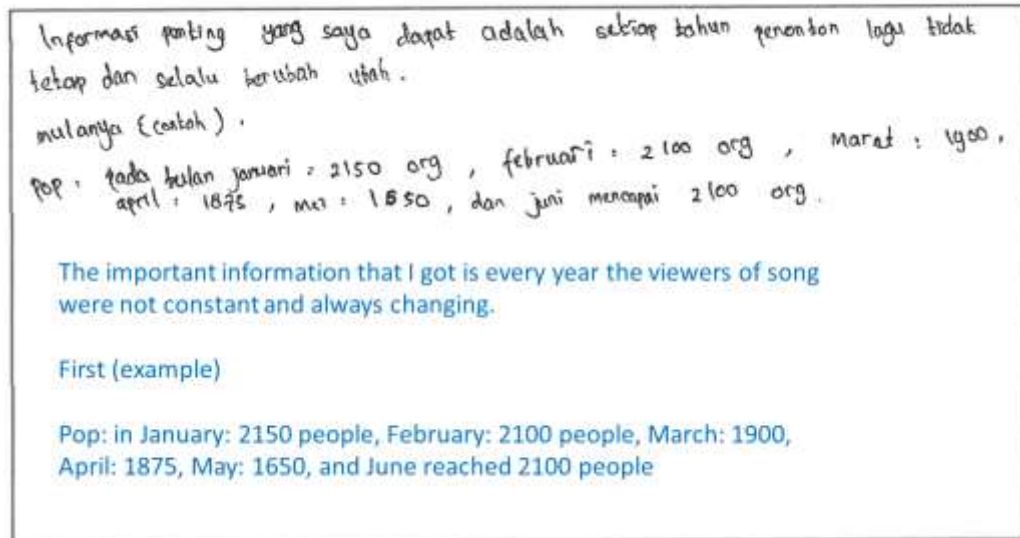 Informasi penting yang saya dapat adalah setiap tahun penonton lagu tidak
tetap dan selalu berubah ubah.
mulanya (contoh).
Pop : pada bulan januari : 2150 org , februari : 2100 org , Maret : 1900,
april : 1875 , mei : 1650 , dan juni mencapai 2100 org.
The important information that I got is every year the viewers of song
were not constant and always changing.
First (example)
Pop: in January: 2150 people, February: 2100 people, March: 1900,
April: 1875, May: 1650, and June reached 2100 people